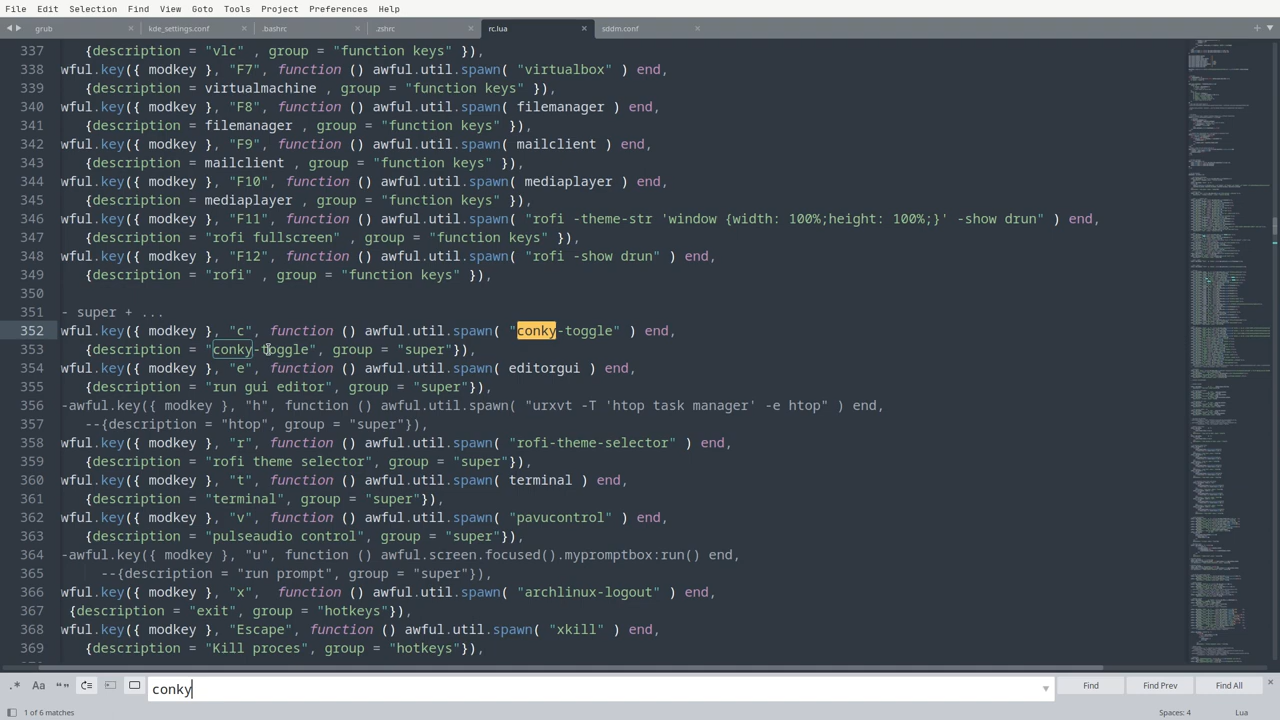 File Edit Selection Find View Goto Tools Project Preferences Help
grub kde_settings.conf .bashrc .zshrc rc.lua sddm.conf
337 {description = "vlc" , group = "function keys" }),
338 wful.key({ modkey }, "F7", function () awful.util.spawn( "virtualbox" ) end,
339 {description = virtualmachine , group = "function keys" }),
340 wful.key({ modkey }, "F8", function () awful.util.spawn( filemanager ) end,
341 {description = filemanager , group = "function keys" }),
342 wful.key({ modkey }, "F9", function () awful.util.spawn( mailclient ) end,
343 {description = mailclient , group = "function keys" }),
344 wful.key({ modkey }, "F10", function () awful.util.spawn( mediaplayer ) end,
345 {description = mediaplayer , group = "function keys" }),
346 wful.key({ modkey }, "F11", function () awful.util.spawn( "rofi -theme-str 'window {width: 100%;height: 100%;}' -show drun" ) end,
347 {description = "rofi fullscreen" , group = "function keys" }),
348 wful.key({ modkey }, "F12", function () awful.util.spawn( "rofi -show drun" ) end,
349 {description = "rofi" , group = "function keys" }),
350
351 - super + ...
352 wful.key({ modkey }, "c", function () awful.util.spawn( "conky-toggle" ) end,
353 {description = "conky-toggle", group = "super"}),
354 wful.key({ modkey }, "e", function () awful.util.spawn( editorgui ) end,
355 {description = "run gui editor", group = "super"}),
356 -awful.key({ modkey }, "h", function () awful.util.spawn( "urxvt -T 'htop task manager' -e htop" ) end,
357 --{description = "htop", group = "super"}),
358 wful.key({ modkey }, "r", function () awful.util.spawn( "rofi-theme-selector" ) end,
359 {description = "rofi theme selector", group = "super"}),
360 wful.key({ modkey }, "t", function () awful.util.spawn( terminal ) end,
361 {description = "terminal", group = "super"}),
362 wful.key({ modkey }, "v", function () awful.util.spawn( "pavucontrol" ) end,
363 {description = "pulseaudio control", group = "super"}),
364 -awful.key({ modkey }, "u", function () awful.screen.focused().mypromptbox:run() end,
365 --{description = "run prompt", group = "super"}),
366 wful.key({ modkey }, "x", function () awful.util.spawn( "archlinux-logout" ) end,
367 {description = "exit", group = "hotkeys"}),
368 wful.key({ modkey }, "Escape", function () awful.util.spawn( "xkill" ) end,
369 {description = "Kill proces", group = "hotkeys"}),
.* Aa “” conky Find Find Prev Find All
1 of 6 matches Spaces: 4 Lua